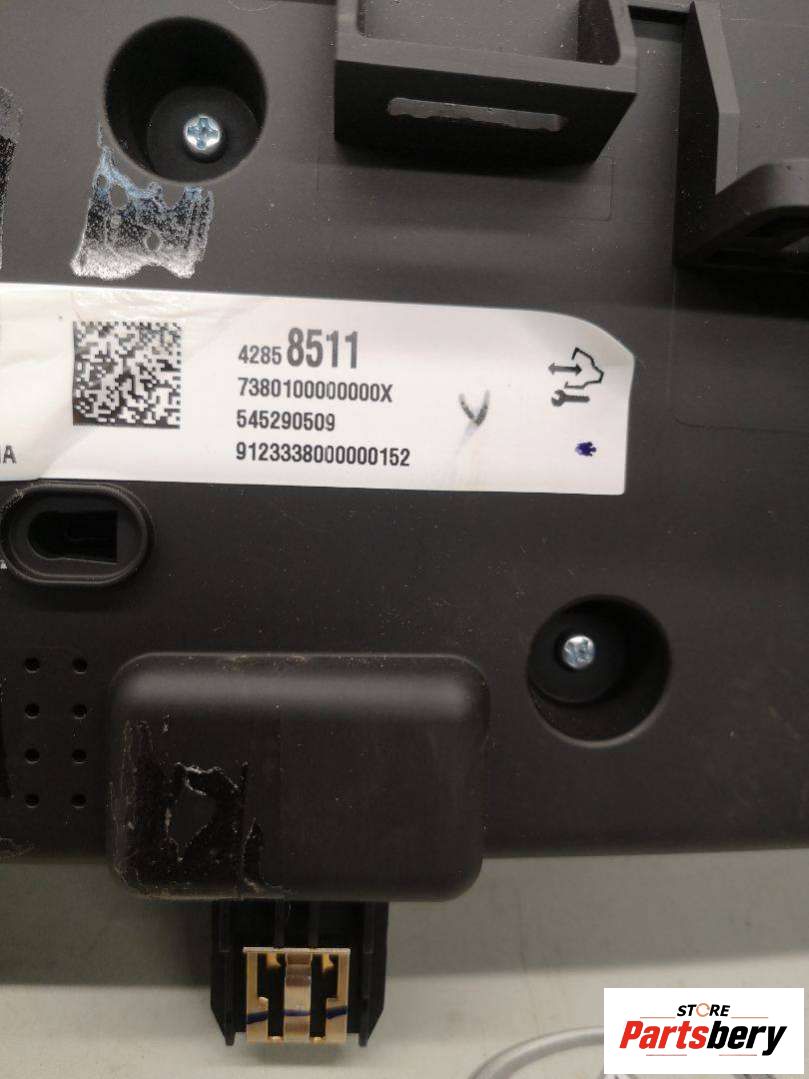 4285 8511
7380100000000X
545290509
9123338000000152
STORE
Partsbery